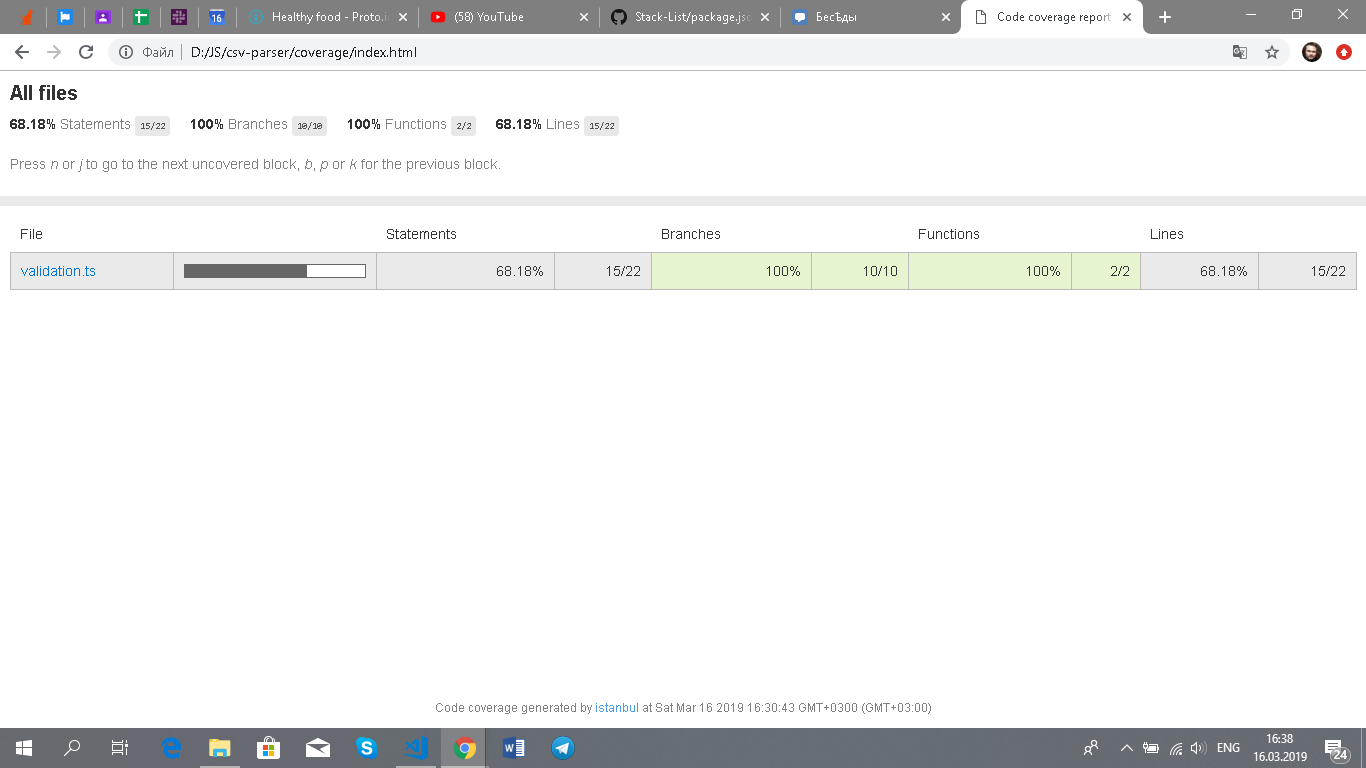 16
Healthy food - Proto.i
(58) YouTube
Stack-List/package.jso
БесѢды
Code coverage report
Файл
D:/JS/csv-parser/coverage/index.html
All files
68.18% Statements 15/22 100% Branches 10/10 100% Functions 2/2 68.18% Lines 15/22
Press n or j to go to the next uncovered block, b, p or k for the previous block.
File Statements Branches Functions Lines
validation.ts 68.18% 15/22 100% 10/10 100% 2/2 68.18% 15/22
Code coverage generated by istanbul at Sat Mar 16 2019 16:30:43 GMT+0300 (GMT+03:00)
ENG
16:38
16.03.2019
24